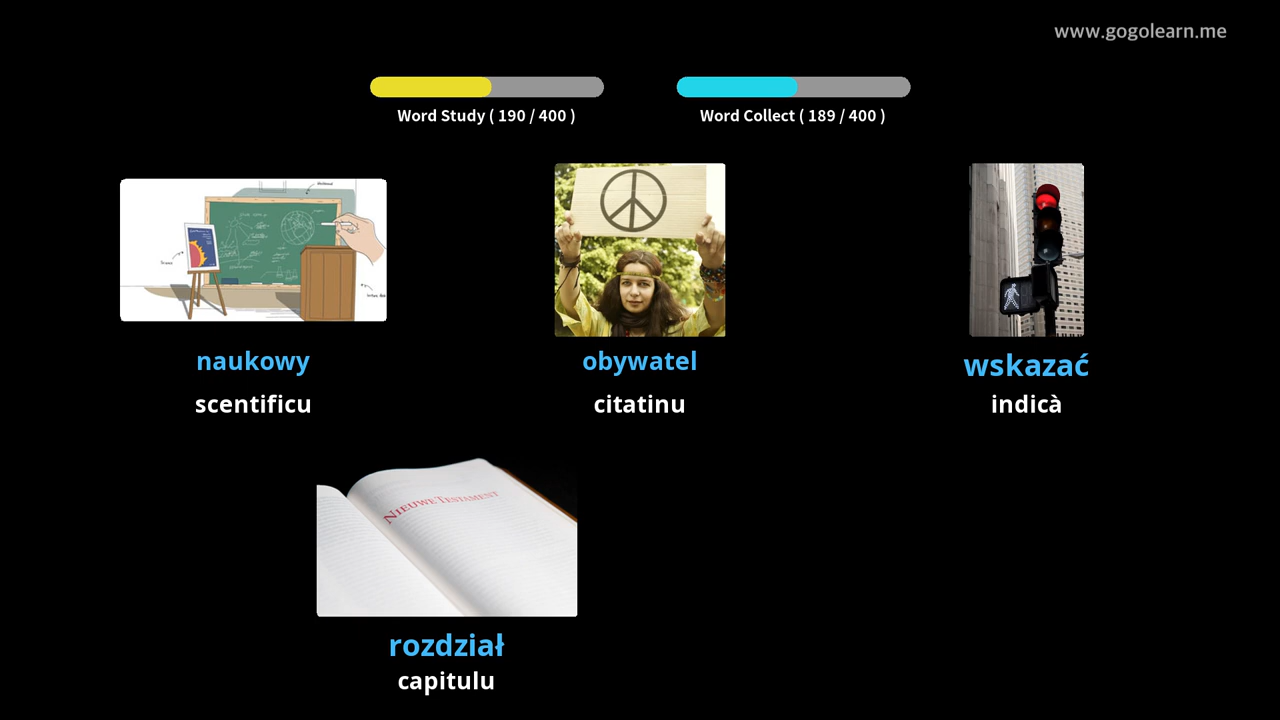 www.gogolearn.me
Word Study ( 190 / 400 )
Word Collect ( 189 / 400 )
naukowy
scentificu
obywatel
citatinu
wskazać
indicà
NIEUWE TESTAMENT
rozdział
capitulu